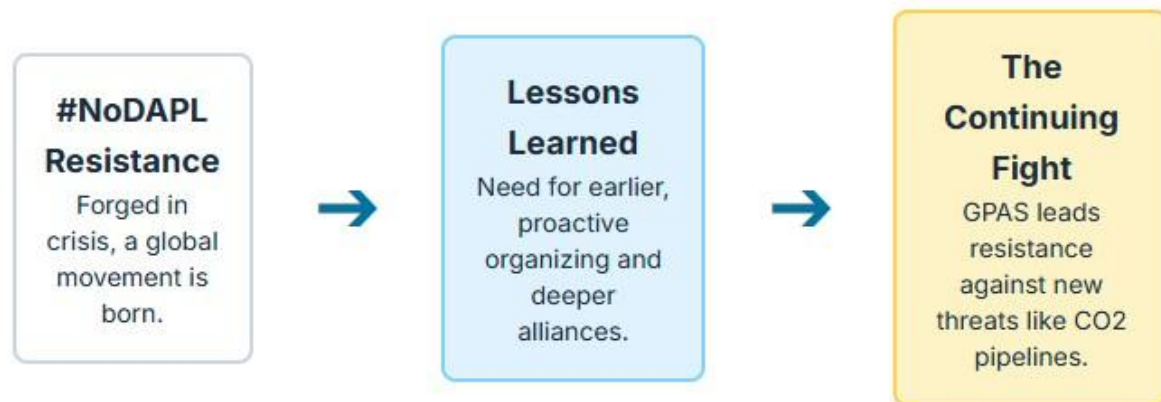 #NoDAPL
Resistance
Forged in
crisis, a global
movement is
born.
Lessons
Learned
Need for earlier,
proactive
organizing and
deeper
alliances.
The
Continuing
Fight
GPAS leads
resistance
against new
threats like CO2
pipelines.